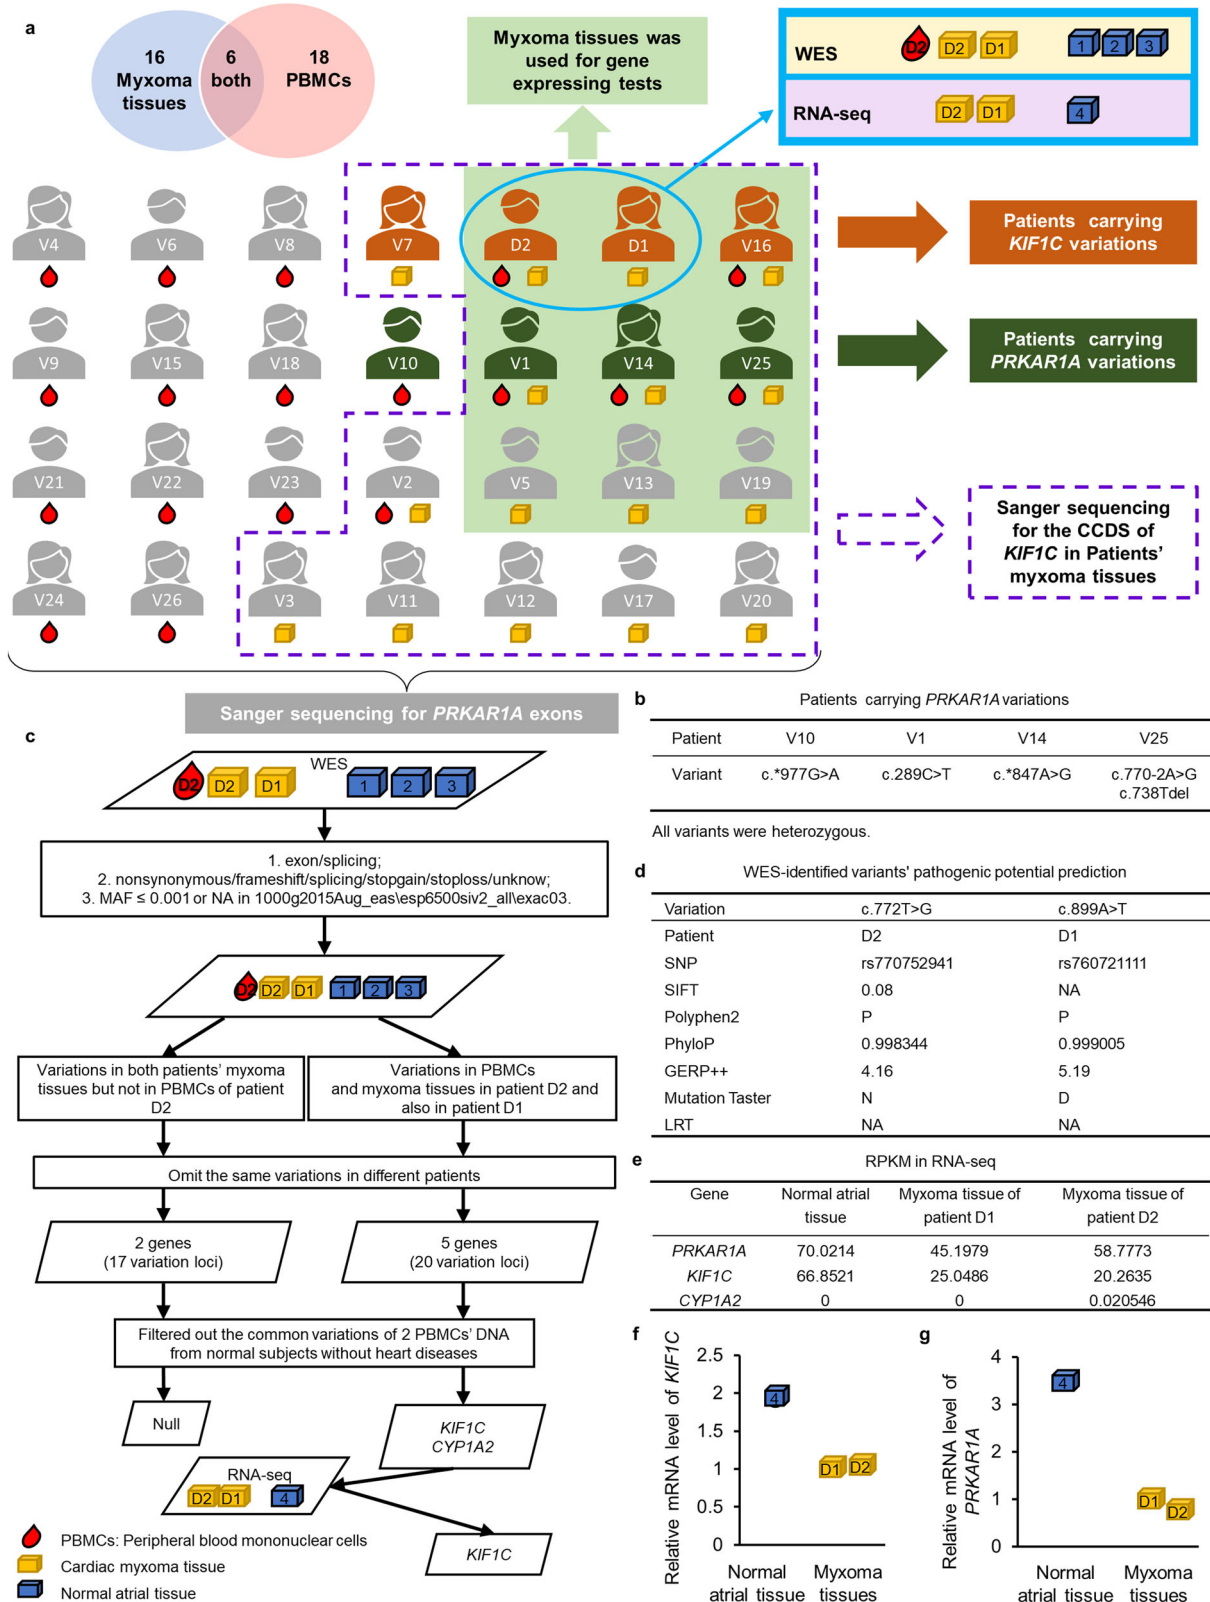 a
16
Myxoma
tissues
6
both
18
PBMCs
Myxoma tissues was
used for gene
expressing tests
WES
D2
D2
D1
1
2
3
RNA-seq
D2
D1
4
V4
V6
V8
V7
D2
D1
V16
Patients carrying
KIF1C variations
V9
V15
V18
V10
V1
V14
V25
Patients carrying
PRKAR1A variations
V21
V22
V23
V2
V5
V13
V19
Sanger sequencing
for the CCDS of
KIF1C in Patients'
myxoma tissues
V24
V26
V3
V11
V12
V17
V20
Sanger sequencing for PRKAR1A exons
b
Patients carrying PRKAR1A variations
Patient V10 V1 V14 V25
Variant c.*977G>A c.289C>T c.*847A>G c.770-2A>G
c.738Tdel
All variants were heterozygous.
c
WES
D2
D2
D1
1
2
3
1. exon/splicing;
2. nonsynonymous/frameshift/splicing/stopgain/stoploss/unknow;
3. MAF ≤ 0.001 or NA in 1000g2015Aug_eas\esp6500siv2_all\exac03.
D2
D2
D1
1
2
3
Variations in both patients' myxoma
tissues but not in PBMCs of patient
D2
Variations in PBMCs
and myxoma tissues in patient D2 and
also in patient D1
Omit the same variations in different patients
2 genes
(17 variation loci)
5 genes
(20 variation loci)
Filtered out the common variations of 2 PBMCs' DNA
from normal subjects without heart diseases
Null
KIF1C
CYP1A2
RNA-seq
D2
D1
4
KIF1C
PBMCs: Peripheral blood mononuclear cells
Cardiac myxoma tissue
Normal atrial tissue
d
WES-identified variants' pathogenic potential prediction
Variation c.772T>G c.899A>T
Patient D2 D1
SNP rs770752941 rs760721111
SIFT 0.08 NA
Polyphen2 P P
PhyloP 0.998344 0.999005
GERP++ 4.16 5.19
Mutation Taster N D
LRT NA NA
e
RPKM in RNA-seq
Gene Normal atrial Myxoma tissue of Myxoma tissue of
tissue patient D1 patient D2
PRKAR1A 70.0214 45.1979 58.7773
KIF1C 66.8521 25.0486 20.2635
CYP1A2 0 0 0.020546
f
Relative mRNA level of KIF1C
2.5
2
1.5
1
0.5
0
4
D1
D2
Normal
atrial tissue
Myxoma
tissues
g
Relative mRNA level of
PRKAR1A
4
3
2
1
0
4
D1
D2
Normal
atrial tissue
Myxoma
tissues